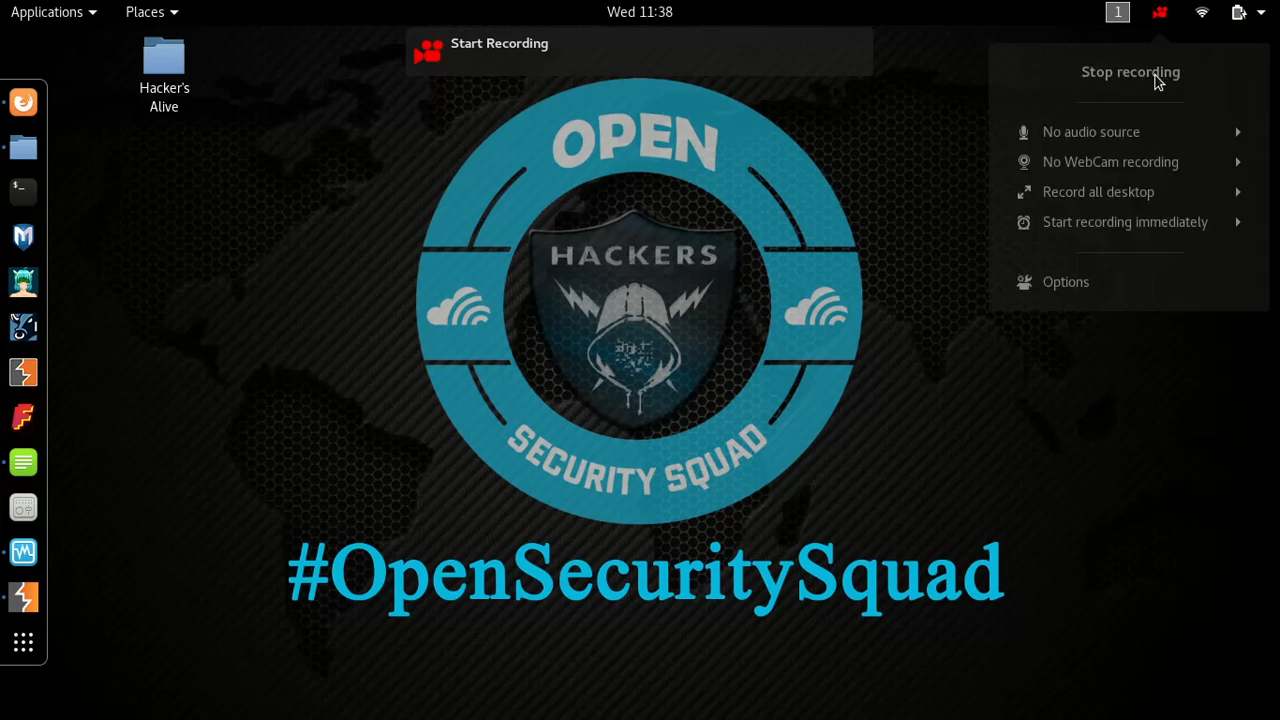 Applications
Places
Wed 11:38
1
Start Recording
Stop recording
No audio source
No WebCam recording
Record all desktop
Start recording immediately
Options
Hacker's
Alive
$_
OPEN
HACKERS
SECURITY SQUAD
#OpenSecuritySquad